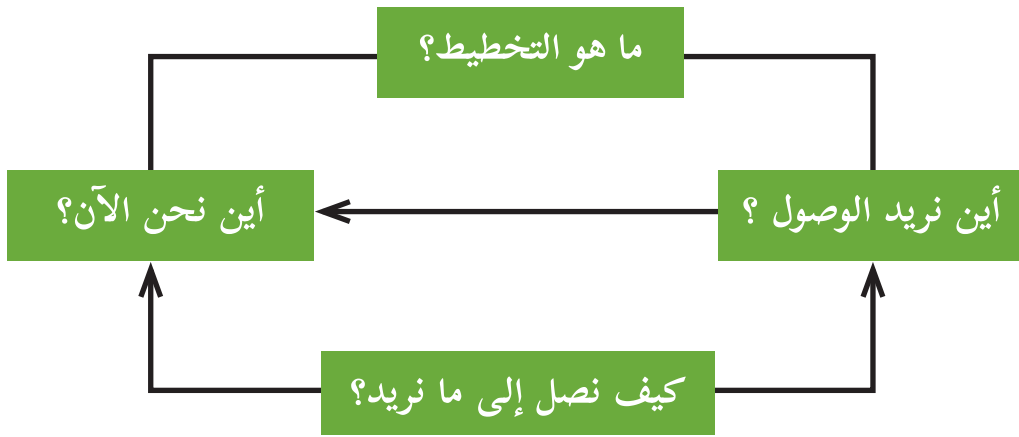 ما هو التخطيط؟
أين نريد الوصول ؟
أين نحن الآن؟
كيف نصل إلى ما نريد؟